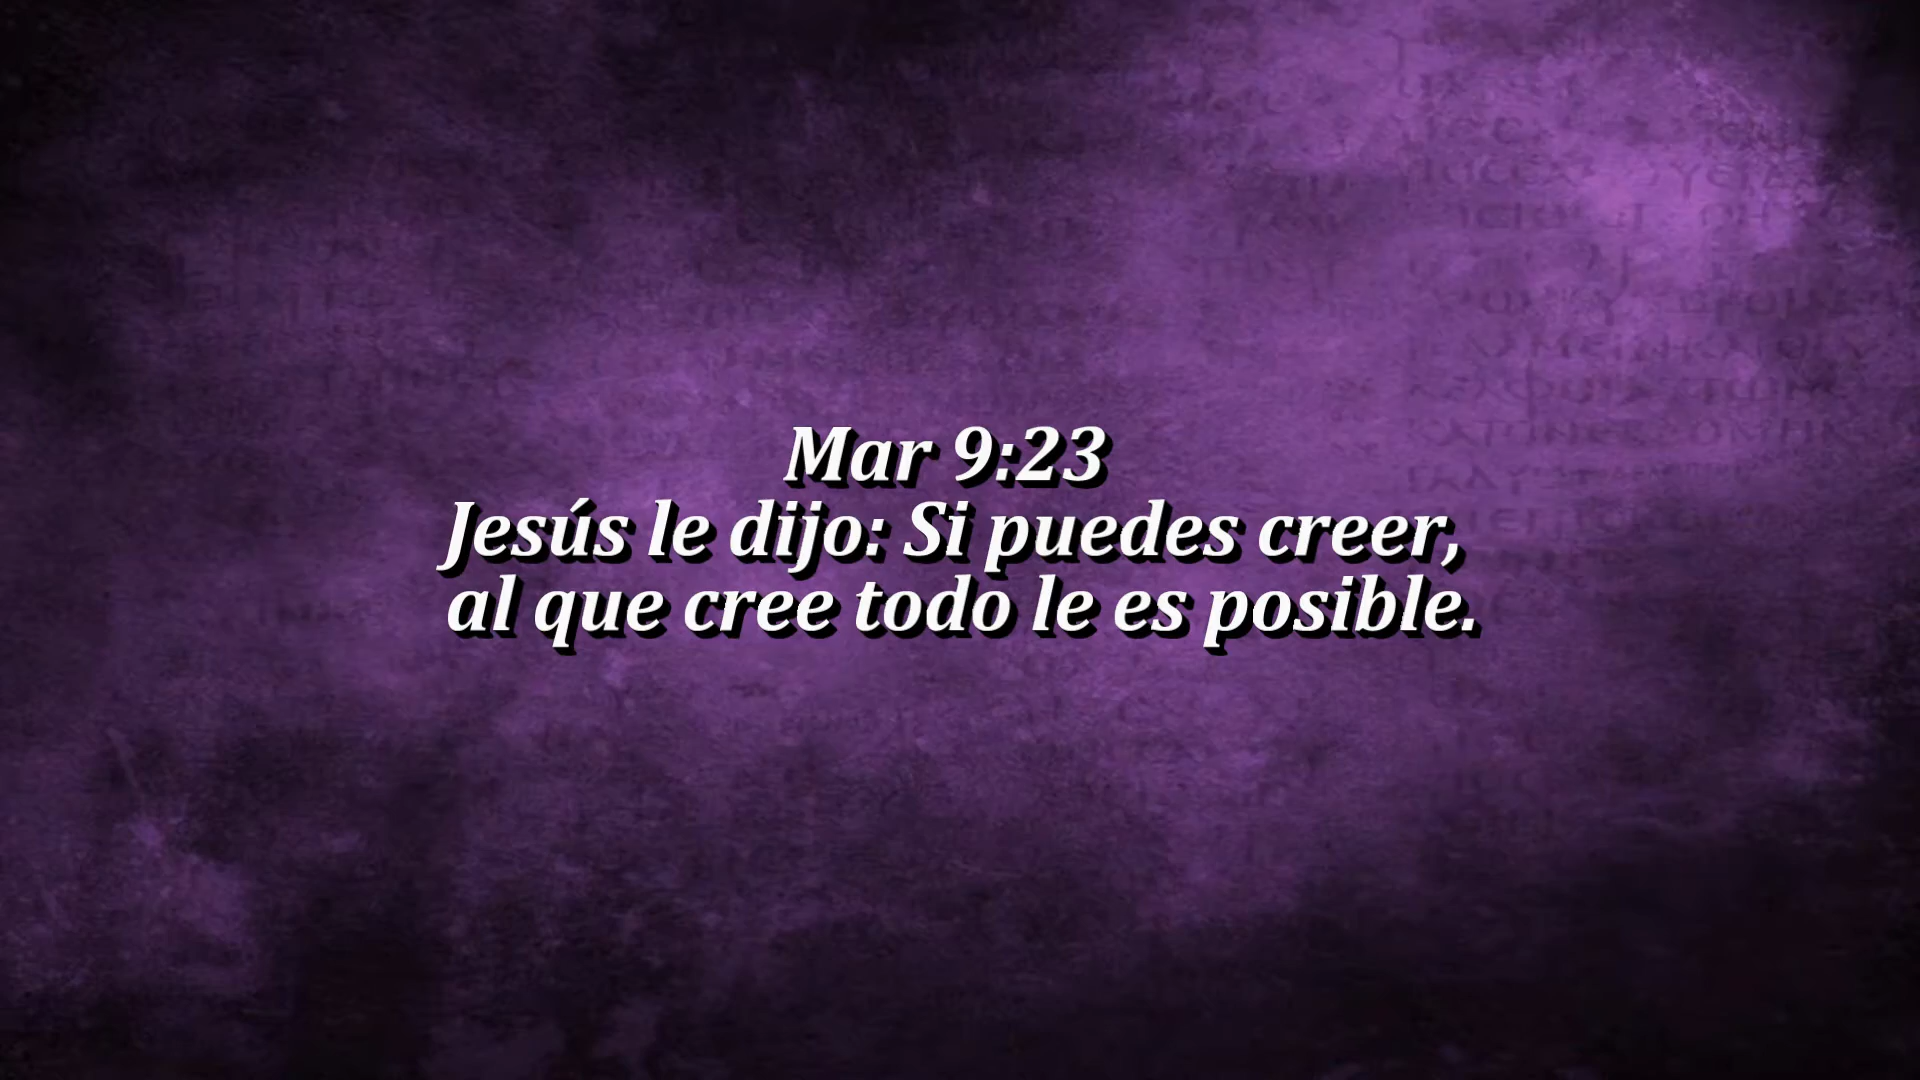 Mar 9:23
Jesús le dijo: Si puedes creer,
al que cree todo le es posible.